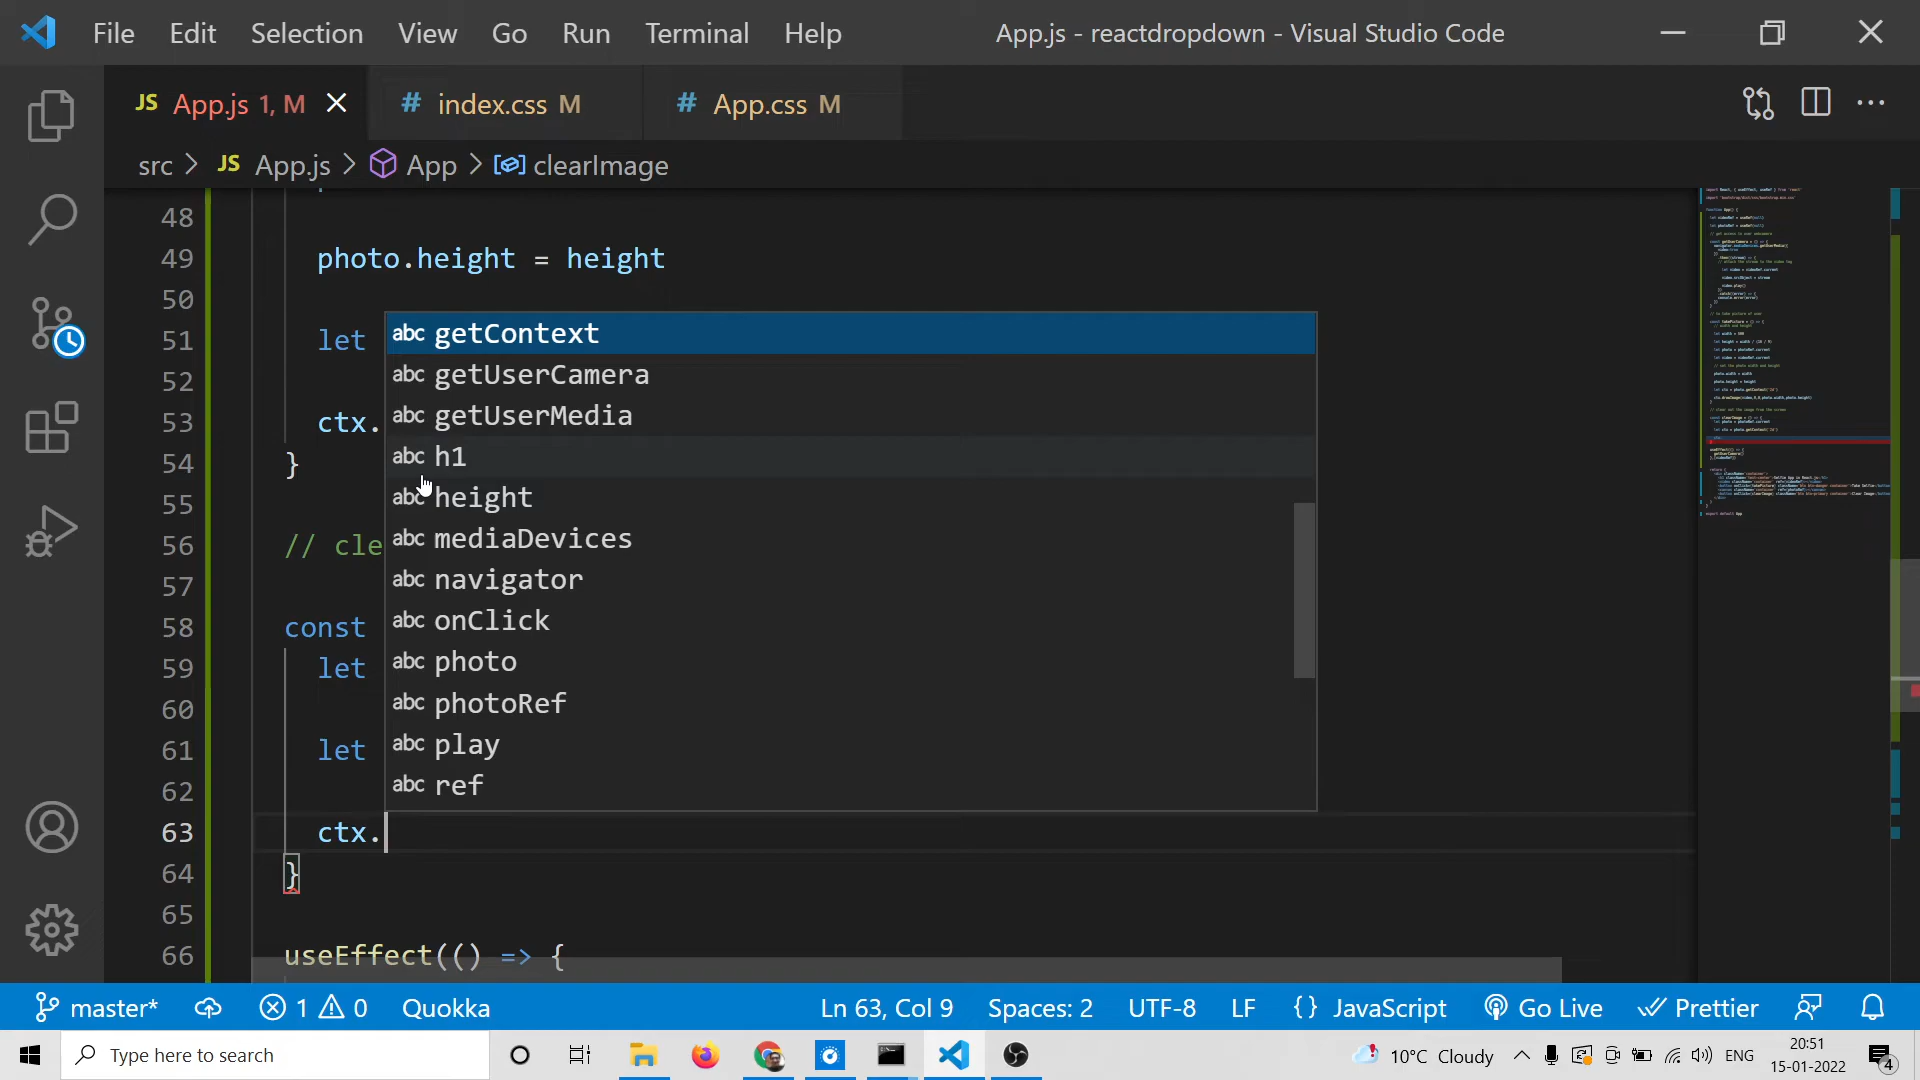 File Edit Selection View Go Run Terminal Help App.js - reactdropdown - Visual Studio Code
JS App.js 1, M # index.css M # App.css M
src > JS App.js > App > clearImage
48
49 photo.height = height
50
51 let
52
53 ctx.
54 }
55
56 // cle
57
58 const
59 let
60
61 let
62
63 ctx.
64 }
65
66 useEffect(() => {
abc getContext
abc getUserCamera
abc getUserMedia
abc h1
abc height
abc mediaDevices
abc navigator
abc onClick
abc photo
abc photoRef
abc play
abc ref
master* 1 0 Quokka Ln 63, Col 9 Spaces: 2 UTF-8 LF {} JavaScript Go Live Prettier
Type here to search 10°C Cloudy ENG 20:51
15-01-2022 4